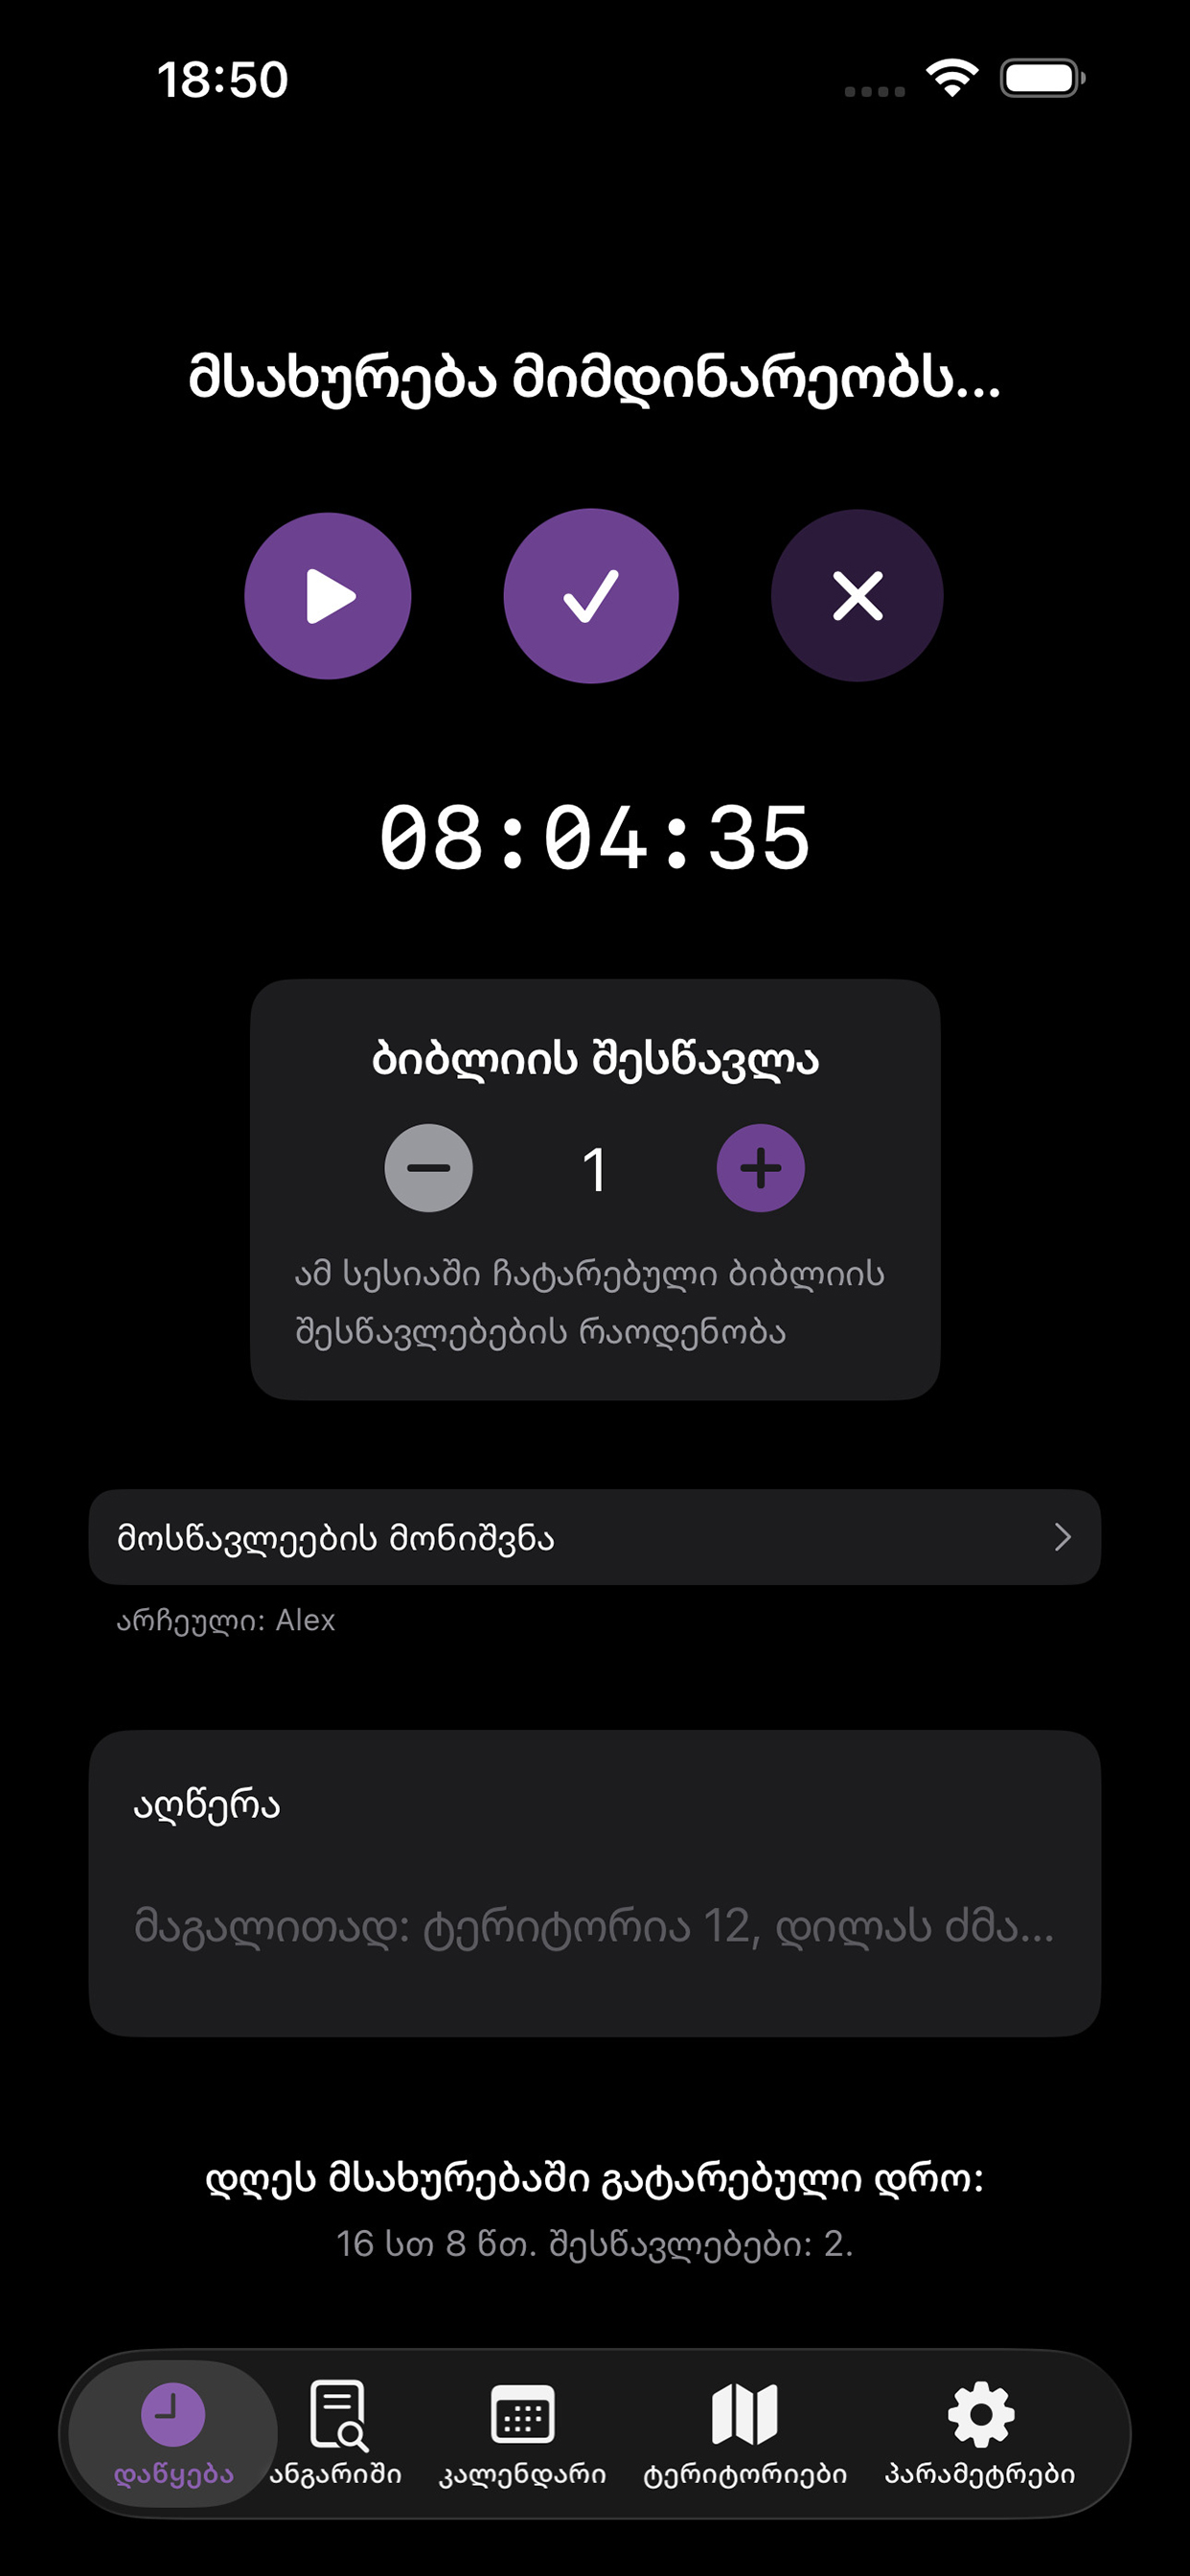 18:50
მსახურება მიმდინარეობს...
08:04:35
ბიბლიის შესწავლა
1
ამ სესიაში ჩატარებული ბიბლიის
შესწავლებების რაოდენობა
მოსწავლეების მონიშვნა
არჩეული: Alex
აღწერა
მაგალითად: ტერიტორია 12, დილას ძმა...
დღეს მსახურებაში გატარებული დრო:
16 სთ 8 წთ. შესწავლებები: 2.
დაწყება ანგარიში კალენდარი ტერიტორიები პარამეტრები